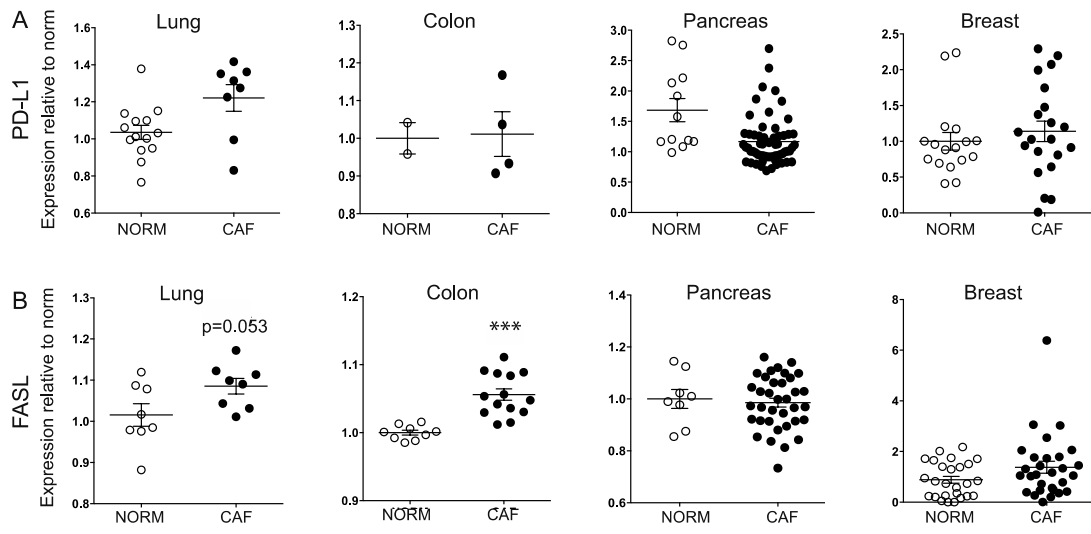 A
PD-L1
Expression relative to norm
Lung
1.6
1.4
1.2
1.0
0.8
0.6
NORM CAF
Colon
1.3
1.2
1.1
1.0
0.9
0.8
NORM CAF
Pancreas
3.0
2.5
2.0
1.5
1.0
0.5
0.0
NORM CAF
Breast
2.5
2.0
1.5
1.0
0.5
0.0
NORM CAF
B
FASL
Expression relative to norm
Lung
p=0.053
1.3
1.2
1.1
1.0
0.9
0.8
NORM CAF
Colon
***
1.2
1.1
1.0
0.9
NORM CAF
Pancreas
1.4
1.2
1.0
0.8
0.6
NORM CAF
Breast
8
6
4
2
0
NORM CAF